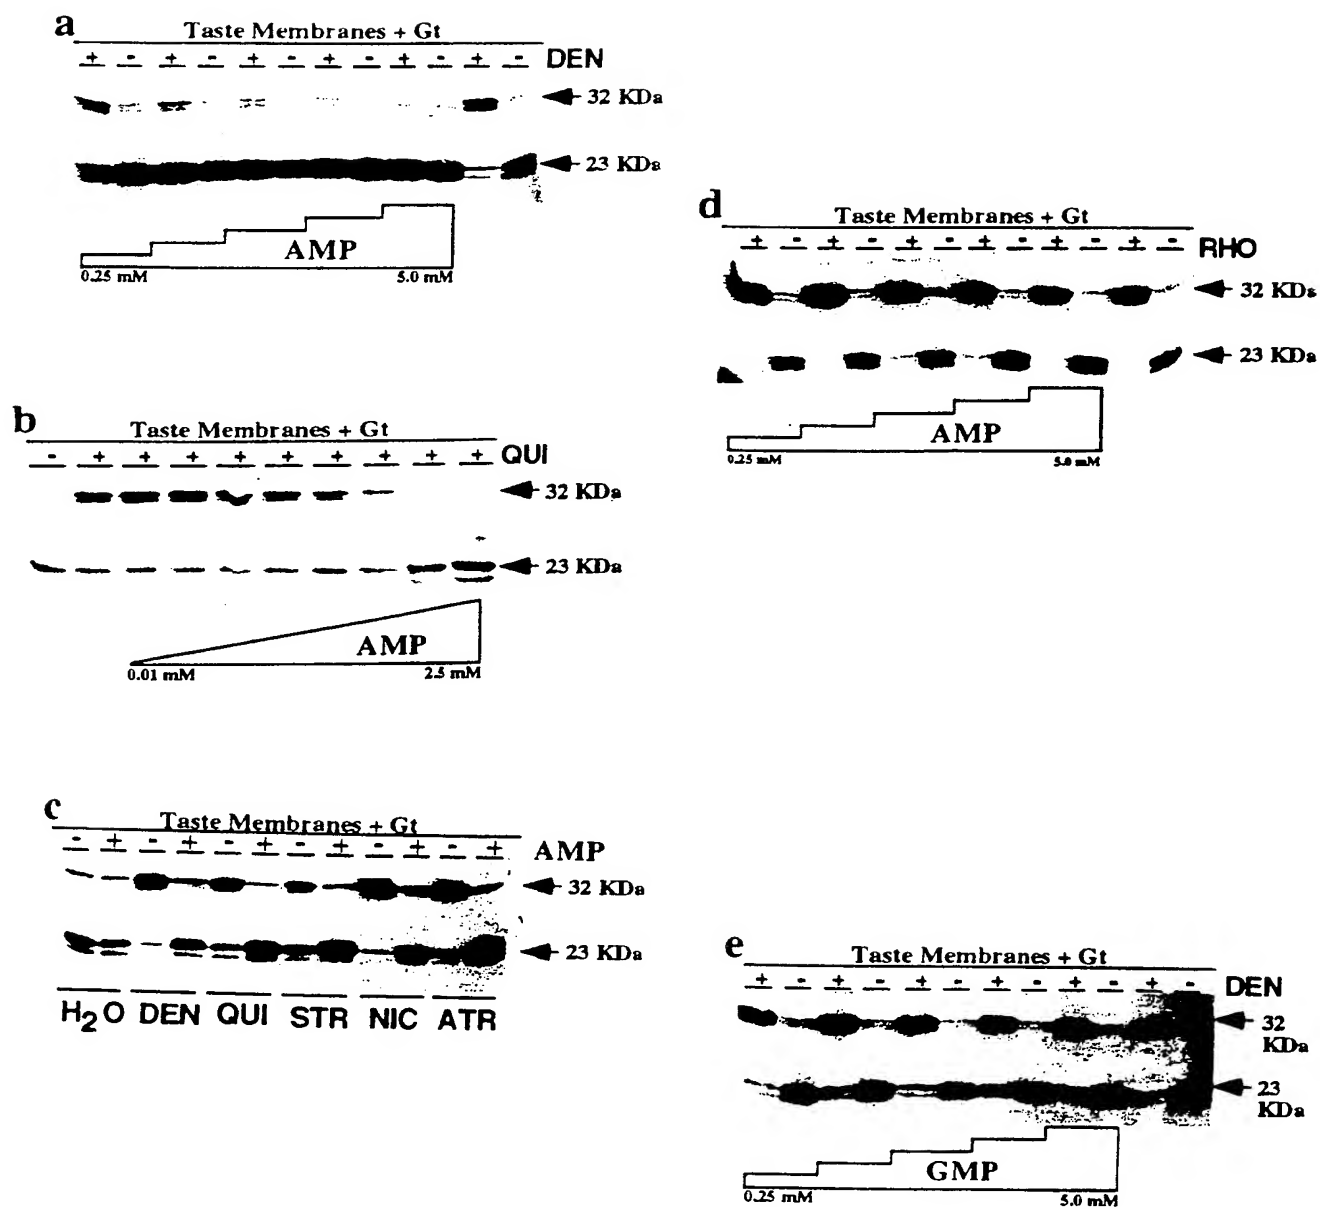 a
Taste Membranes + Gt
+ - + - + - + - + - + - DEN
32 KDa
23 KDa
AMP
0.25 mM 5.0 mM
b
Taste Membranes + Gt
- + + + + + + + + + QUI
32 KDa
23 KDa
AMP
0.01 mM 2.5 mM
c
Taste Membranes + Gt
- + - + - + - + - + - + AMP
32 KDa
23 KDa
H2O DEN QUI STR NIC ATR
d
Taste Membranes + Gt
+ - + - + - + - + - + - RHO
32 KDa
23 KDa
AMP
0.25 mM 5.0 mM
e
Taste Membranes + Gt
+ - + - + - + - + - + - DEN
32
KDa
23
KDa
GMP
0.25 mM 5.0 mM